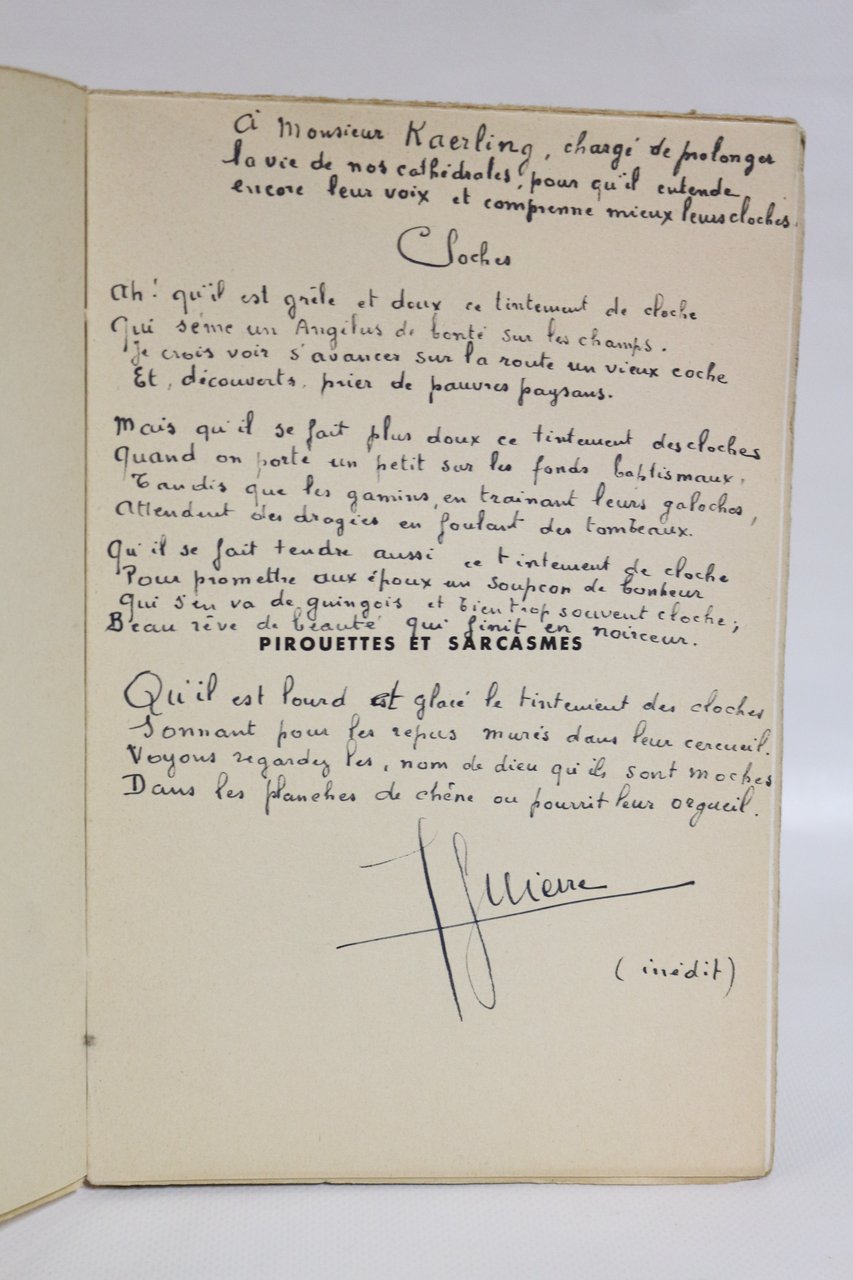 A Monsieur Kaerling, chargé de prolonger
la vie de nos cathédrales, pour qu'il entende
encore leur voix et comprenne mieux leurs cloches.
Cloches
Ah! qu'il est grêle et doux ce tintement de cloche
Qui sème un Angélus de bonté sur les champs.
Je crois voir s'avancer sur la route un vieux coche
Et, découverts, prier de pauvres paysans.
Mais qu'il se fait plus doux ce tintement des cloches
Quand on porte un petit sur les fonds baptismaux,
Tandis que les gamins, en trainant leurs galoches,
Attendent des dragées en foulant des tombeaux.
Qu'il se fait tendre aussi ce tintement de cloche
Pour promettre aux époux un soupçon de bonheur
Qui s'en va de guingois et bien trop souvent cloche;
Beau rêve de beauté qui finit en noirceur.
PIROUETTES ET SARCASMES
Qu'il est lourd et glacé le tintement des cloches
Sonnant pour les repus murés dans leur cercueil.
Voyons regardez les, nom de dieu qu'ils sont moches
Dans les planches de chêne ou pourrit leur orgueil.
(inédit)